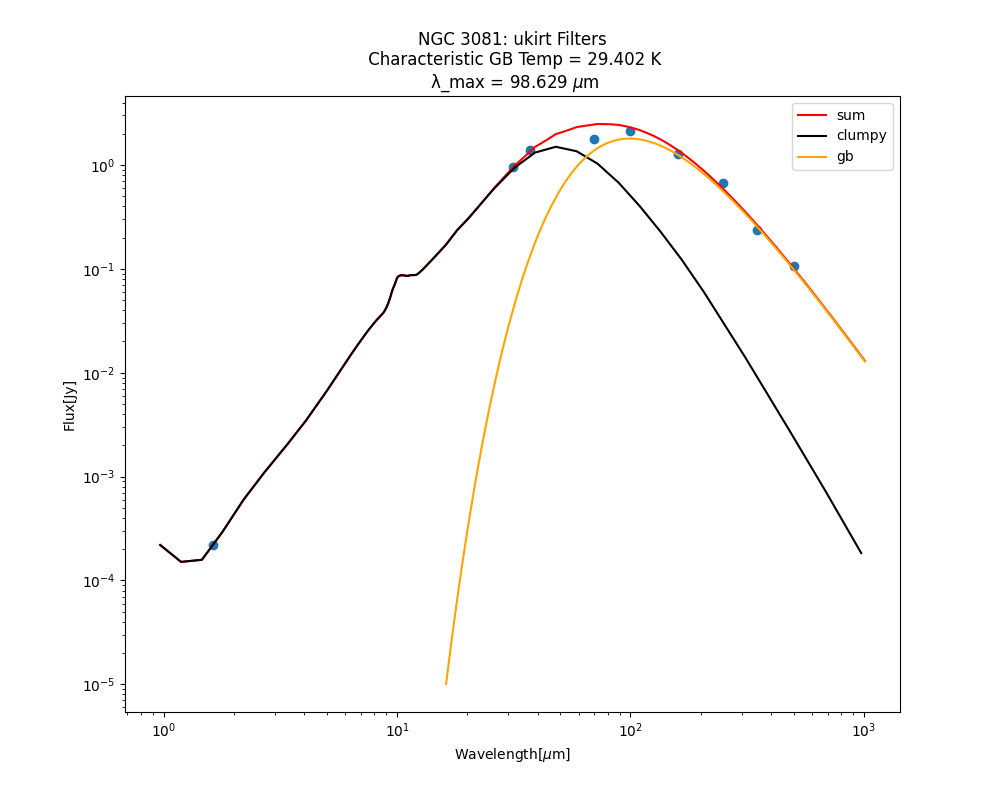 NGC 3081: ukirt Filters
Characteristic GB Temp = 29.402 K
λ_max = 98.629 μm
sum
clumpy
gb
Flux[Jy]
10⁰
10⁻¹
10⁻²
10⁻³
10⁻⁴
10⁻⁵
10⁰ 10¹ 10² 10³
Wavelength[μm]